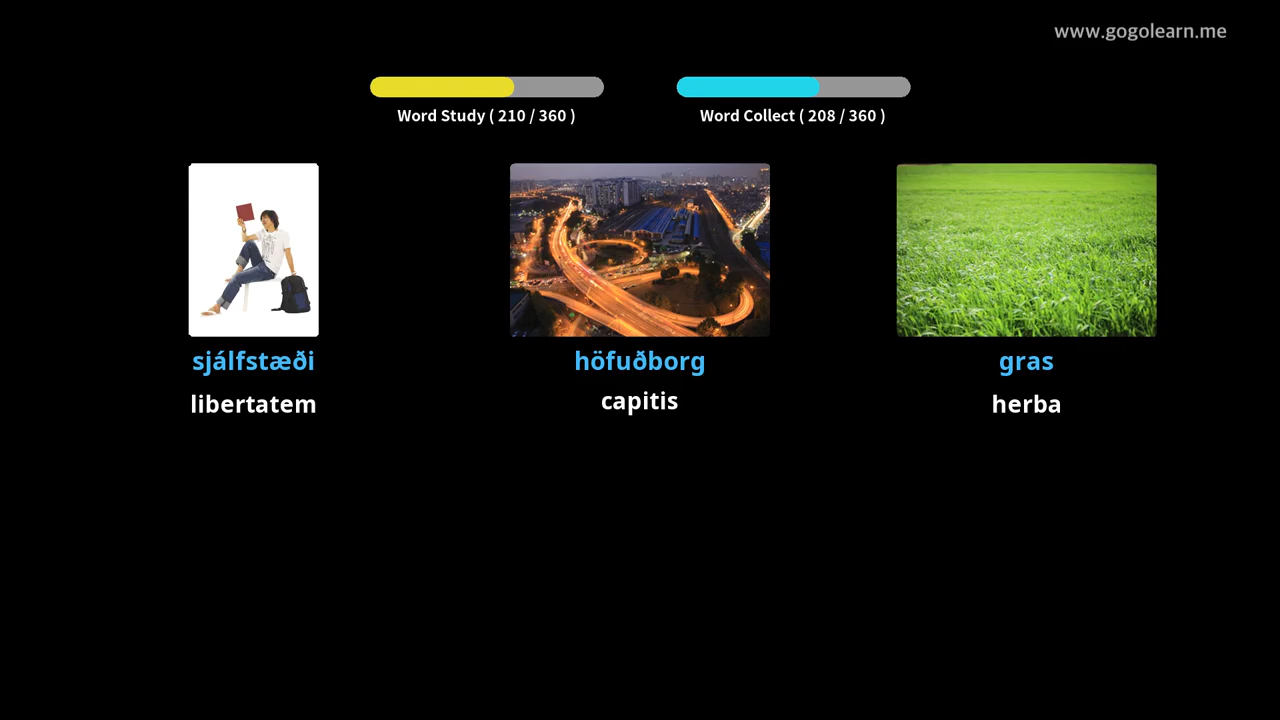 www.gogolearn.me
Word Study ( 210 / 360 )
Word Collect ( 208 / 360 )
sjálfstæði
höfuðborg
gras
libertatem
capitis
herba